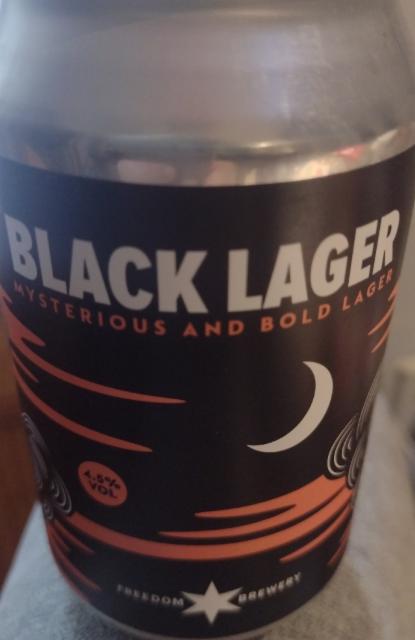 BLACK LAGER
MYSTERIOUS AND BOLD LAGER
4.5%
VOL
FREEDOM BREWERY